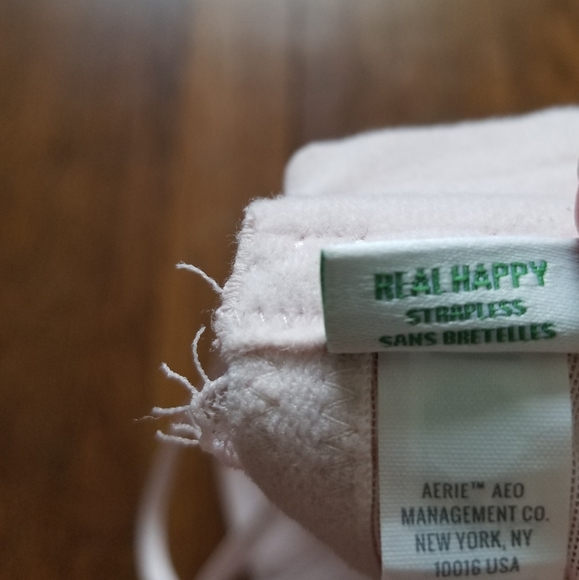 REAL HAPPY
STRAPLESS
SANS BRETELLES
AERIE™ AEO
MANAGEMENT CO.
NEW YORK, NY
10016 USA